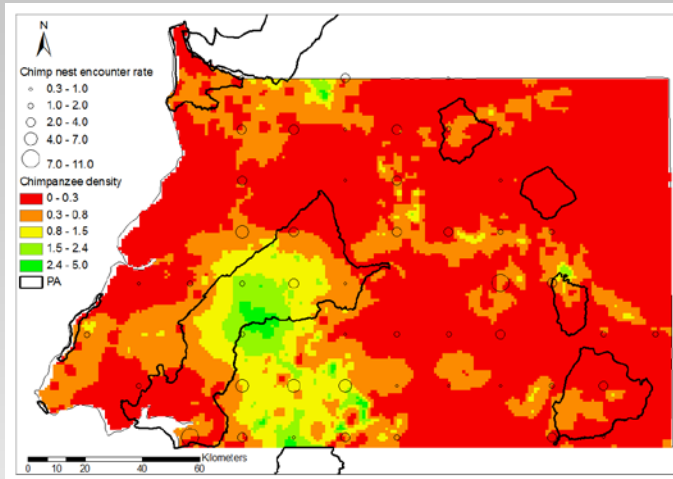 N
Chimp nest encounter rate
0.3 - 1.0
1.0 - 2.0
2.0 - 4.0
4.0 - 7.0
7.0 - 11.0
Chimpanzee density
0 - 0.3
0.3 - 0.8
0.8 - 1.5
1.5 - 2.4
2.4 - 5.0
PA
Kilometers
0 10 20 40 60